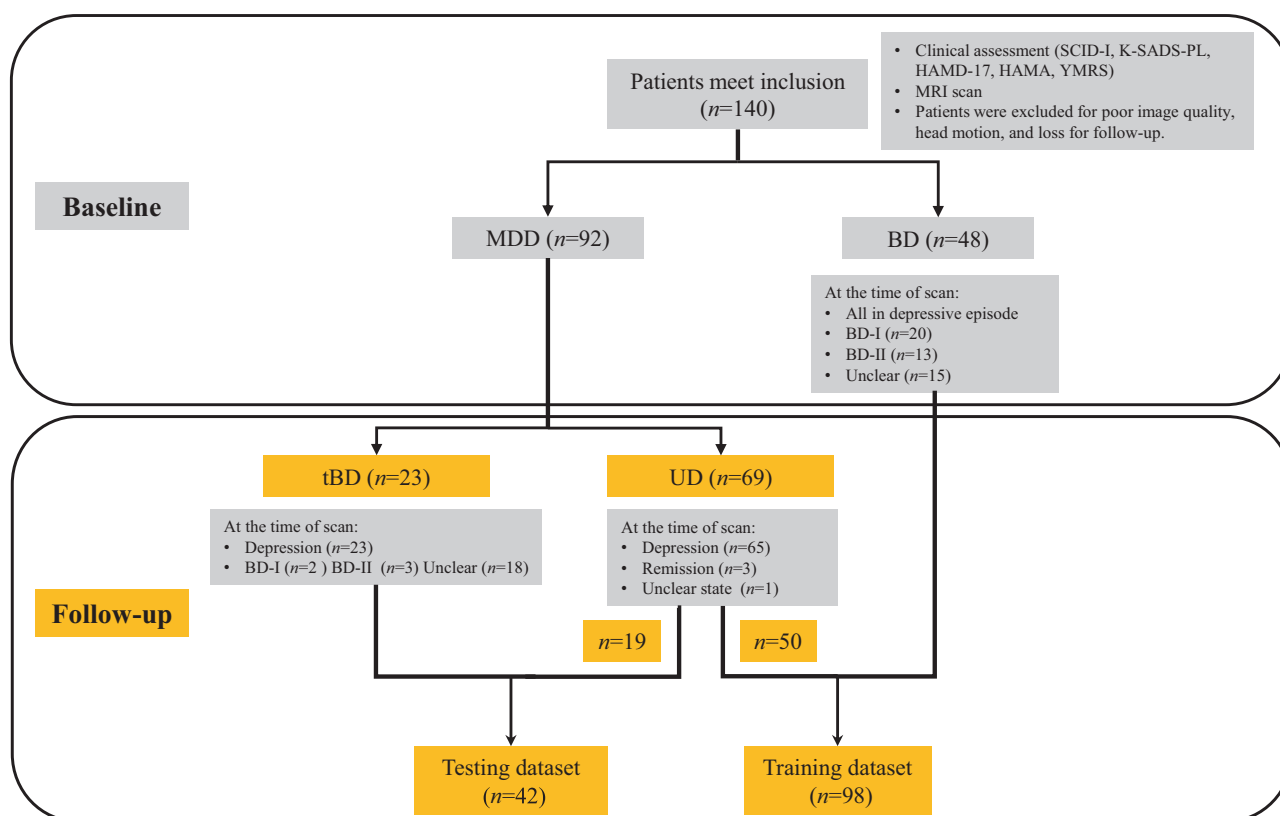 Patients meet inclusion
(n=140)
• Clinical assessment (SCID-I, K-SADS-PL,
HAMD-17, HAMA, YMRS)
• MRI scan
• Patients were excluded for poor image quality,
head motion, and loss for follow-up.
Baseline
MDD (n=92)
BD (n=48)
At the time of scan:
• All in depressive episode
• BD-I (n=20)
• BD-II (n=13)
• Unclear (n=15)
tBD (n=23)
UD (n=69)
At the time of scan:
• Depression (n=23)
• BD-I (n=2 ) BD-II (n=3) Unclear (n=18)
At the time of scan:
• Depression (n=65)
• Remission (n=3)
• Unclear state (n=1)
Follow-up
n=19
n=50
Testing dataset
(n=42)
Training dataset
(n=98)